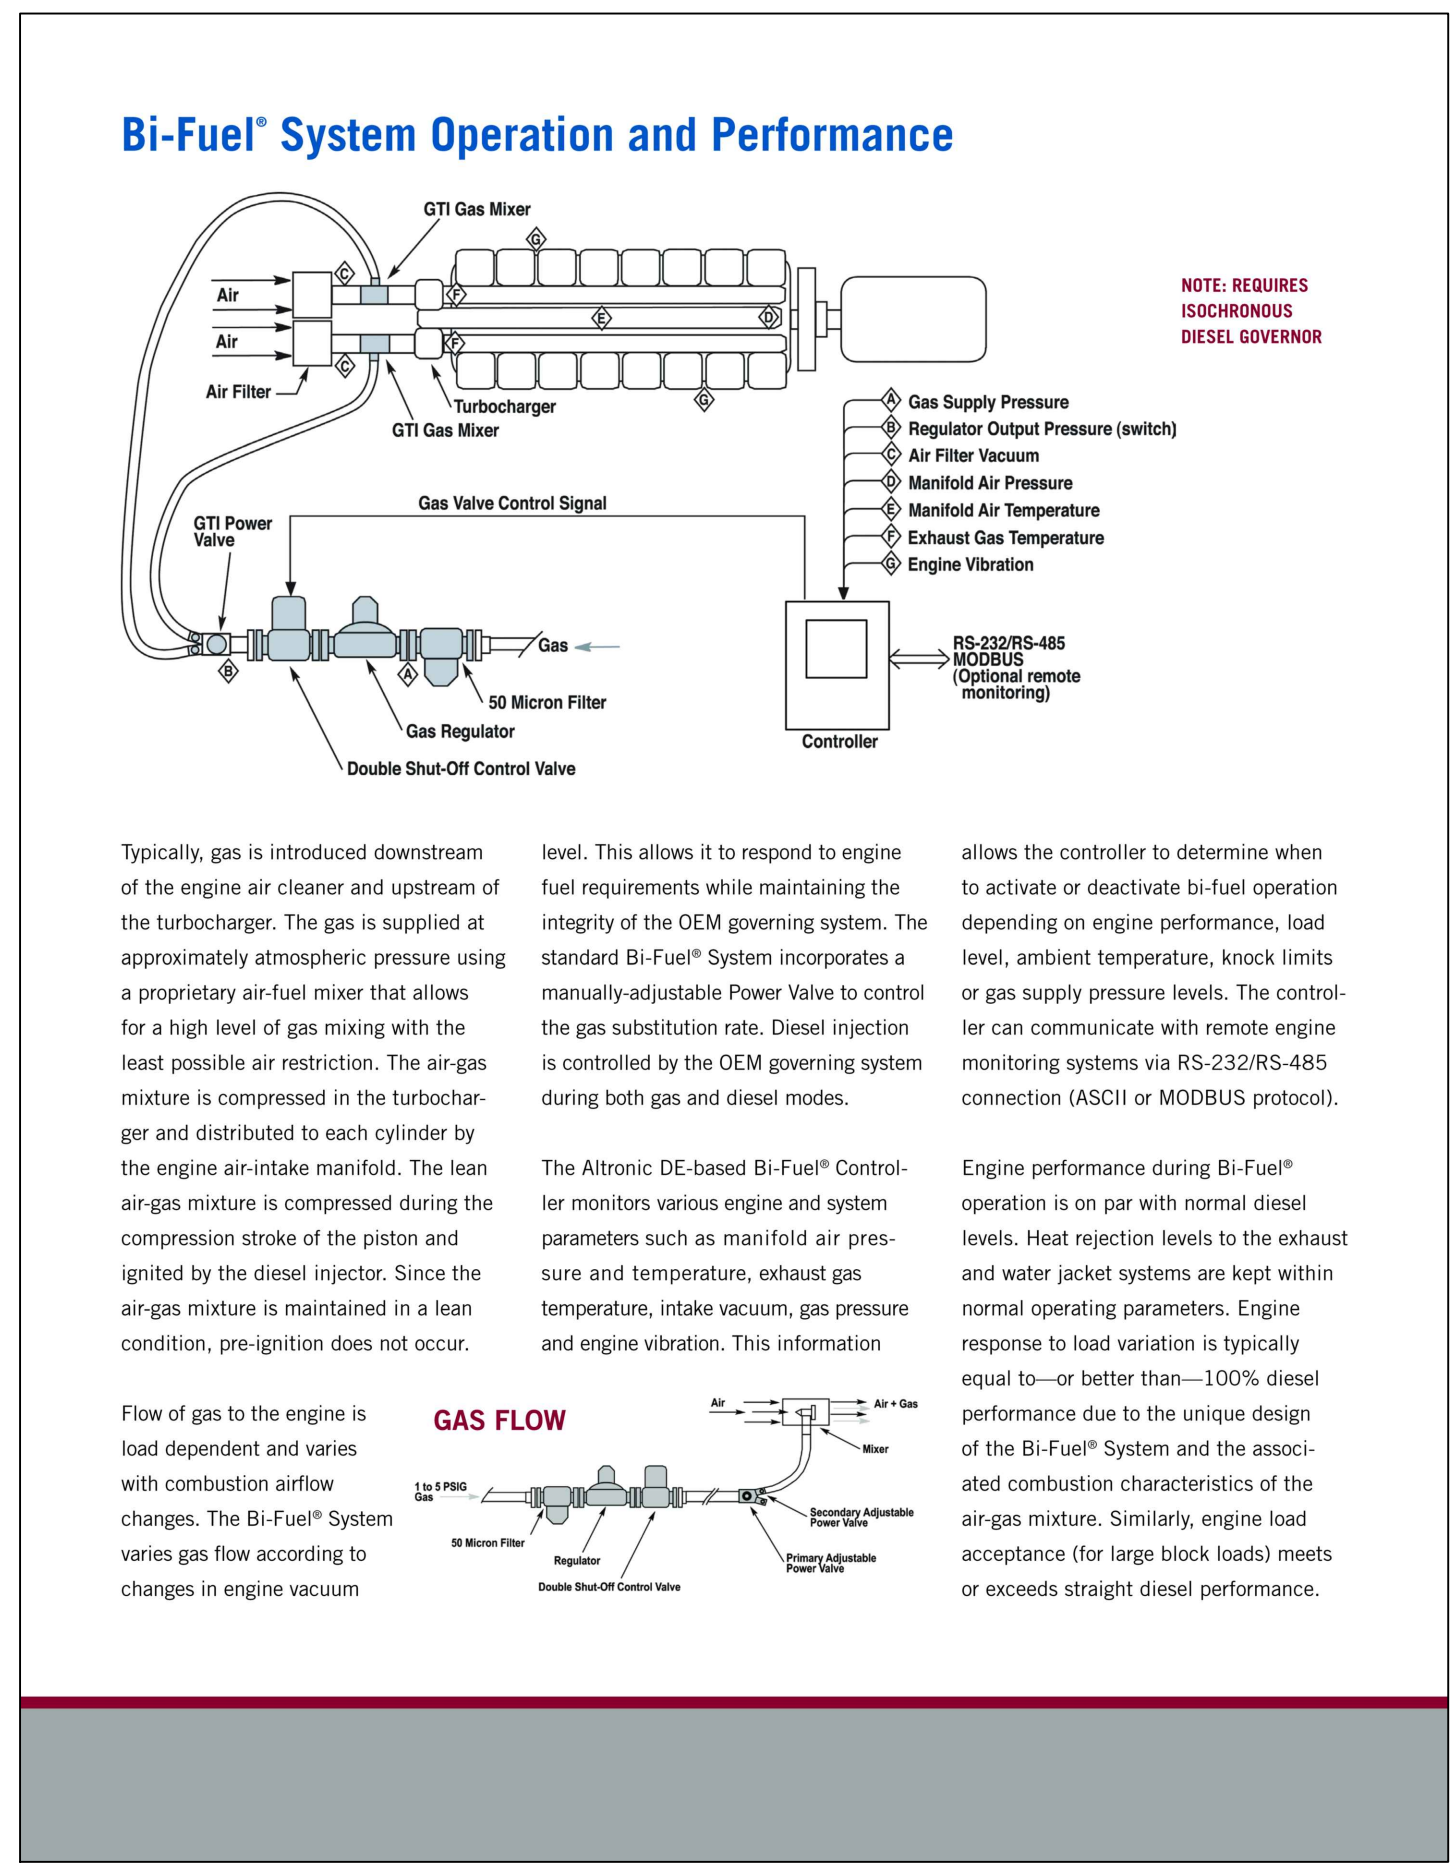 Bi-Fuel® System Operation and Performance
GTI Gas Mixer
G
C
Air
F
E
D
NOTE: REQUIRES
ISOCHRONOUS
DIESEL GOVERNOR
Air
F
C
Air Filter
Turbocharger
G
GTI Gas Mixer
A Gas Supply Pressure
B Regulator Output Pressure (switch)
C Air Filter Vacuum
D Manifold Air Pressure
E Manifold Air Temperature
F Exhaust Gas Temperature
G Engine Vibration
Gas Valve Control Signal
GTI Power
Valve
Gas
B
A
50 Micron Filter
Gas Regulator
Double Shut-Off Control Valve
RS-232/RS-485
MODBUS
(Optional remote
monitoring)
Controller
Typically, gas is introduced downstream
of the engine air cleaner and upstream of
the turbocharger. The gas is supplied at
approximately atmospheric pressure using
a proprietary air-fuel mixer that allows
for a high level of gas mixing with the
least possible air restriction. The air-gas
mixture is compressed in the turbochar-
ger and distributed to each cylinder by
the engine air-intake manifold. The lean
air-gas mixture is compressed during the
compression stroke of the piston and
ignited by the diesel injector. Since the
air-gas mixture is maintained in a lean
condition, pre-ignition does not occur.
Flow of gas to the engine is
load dependent and varies
with combustion airflow
changes. The Bi-Fuel® System
varies gas flow according to
changes in engine vacuum
level. This allows it to respond to engine
fuel requirements while maintaining the
integrity of the OEM governing system. The
standard Bi-Fuel® System incorporates a
manually-adjustable Power Valve to control
the gas substitution rate. Diesel injection
is controlled by the OEM governing system
during both gas and diesel modes.
The Altronic DE-based Bi-Fuel® Control-
ler monitors various engine and system
parameters such as manifold air pres-
sure and temperature, exhaust gas
temperature, intake vacuum, gas pressure
and engine vibration. This information
allows the controller to determine when
to activate or deactivate bi-fuel operation
depending on engine performance, load
level, ambient temperature, knock limits
or gas supply pressure levels. The control-
ler can communicate with remote engine
monitoring systems via RS-232/RS-485
connection (ASCII or MODBUS protocol).
Engine performance during Bi-Fuel®
operation is on par with normal diesel
levels. Heat rejection levels to the exhaust
and water jacket systems are kept within
normal operating parameters. Engine
response to load variation is typically
equal to—or better than—100% diesel
performance due to the unique design
of the Bi-Fuel® System and the associ-
ated combustion characteristics of the
air-gas mixture. Similarly, engine load
acceptance (for large block loads) meets
or exceeds straight diesel performance.
GAS FLOW
Air
Air + Gas
Mixer
1 to 5 PSIG
Gas
50 Micron Filter
Regulator
Double Shut-Off Control Valve
Secondary Adjustable
Power Valve
Primary Adjustable
Power Valve